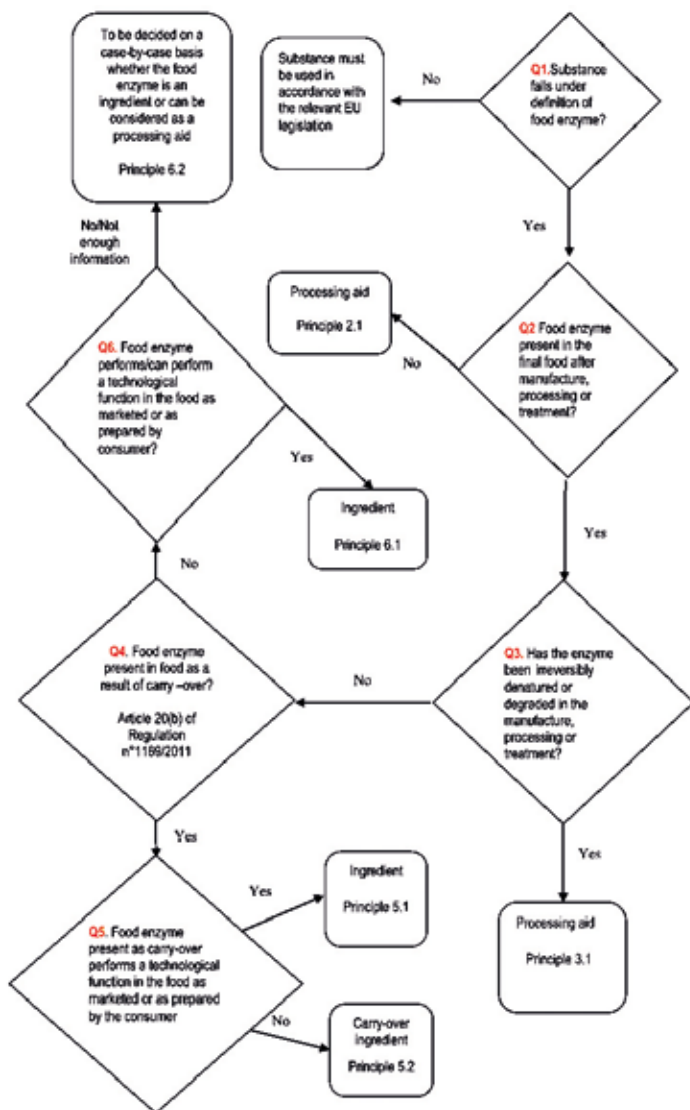 To be decided on a
case-by-case basis
whether the food
enzyme is an
ingredient or can be
considered as a
processing aid
Principle 6.2
Substance must
be used in
accordance with
the relevant EU
legislation
No
Q1.Substance
falls under
definition of
food enzyme?
Yes
No/Not
enough
information
Processing aid
Principle 2.1
No
Q2 Food enzyme
present in the
final food after
manufacture,
processing or
treatment?
Q6. Food enzyme
performs/can perform
a technological
function in the food as
marketed or as
prepared by
consumer?
Yes
Ingredient
Principle 6.1
Yes
No
Q4. Food enzyme
present in food as a
result of carry –over?
Article 20(b) of
Regulation
n°1169/2011
No
Q3. Has the enzyme
been irreversibly
denatured or
degraded in the
manufacture,
processing or
treatment?
Yes
Yes
Ingredient
Principle 5.1
Yes
Processing aid
Principle 3.1
Q5. Food enzyme
present as carry-over
performs a technological
function in the food as
marketed or as prepared
by the consumer
No
Carry-over
ingredient
Principle 5.2